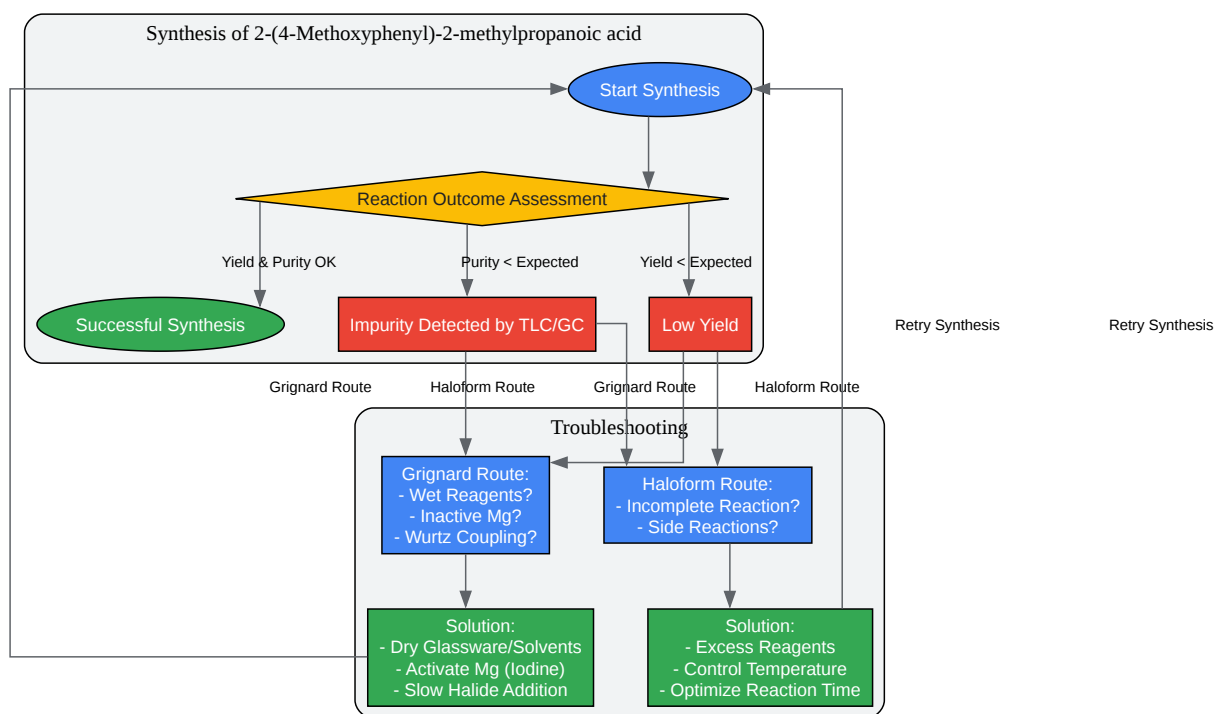 Synthesis of 2-(4-Methoxyphenyl)-2-methylpropanoic acid
Start Synthesis
Reaction Outcome Assessment
Yield & Purity OK
Purity < Expected
Yield < Expected
Successful Synthesis
Impurity Detected by TLC/GC
Low Yield
Retry Synthesis
Retry Synthesis
Grignard Route
Haloform Route
Grignard Route
Haloform Route
Troubleshooting
Grignard Route:
- Wet Reagents?
- Inactive Mg?
- Wurtz Coupling?
Haloform Route:
- Incomplete Reaction?
- Side Reactions?
Solution:
- Dry Glassware/Solvents
- Activate Mg (Iodine)
- Slow Halide Addition
Solution:
- Excess Reagents
- Control Temperature
- Optimize Reaction Time